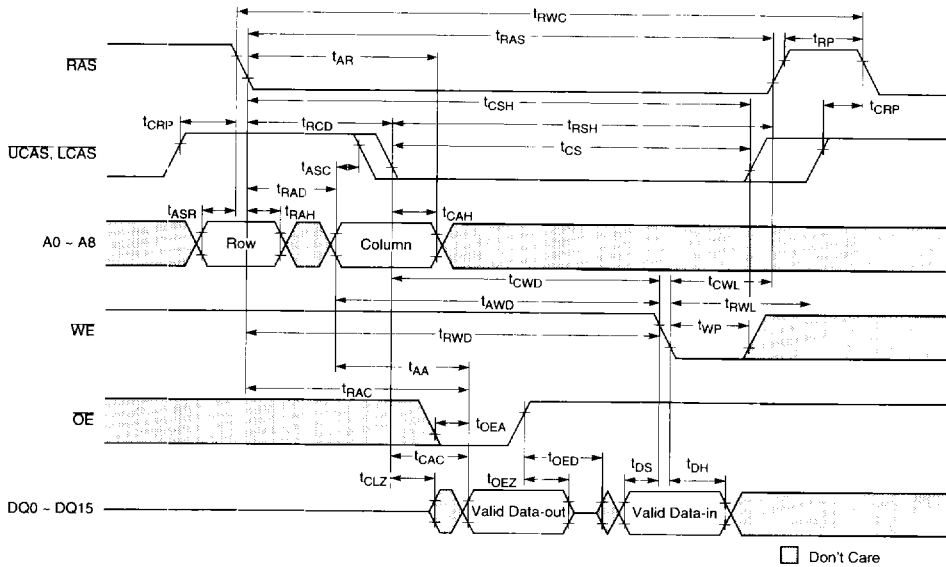 tRWC
tRAS
tRP
tAR
RAS
tCSH
tCRP
tCRP
tRCD
tRSH
UCAS, LCAS
tCS
tASC
tRAD
tASR
tRAH
tCAH
A0 ~ A8
Row
Column
tCWD
tCWL
tAWD
tRWL
WE
tRWD
tWP
tAA
tRAC
OE
tOEA
tCAC
tOED
tCLZ
tOEZ
tDS
tDH
DQ0 ~ DQ15
Valid Data-out
Valid Data-in
Don't Care